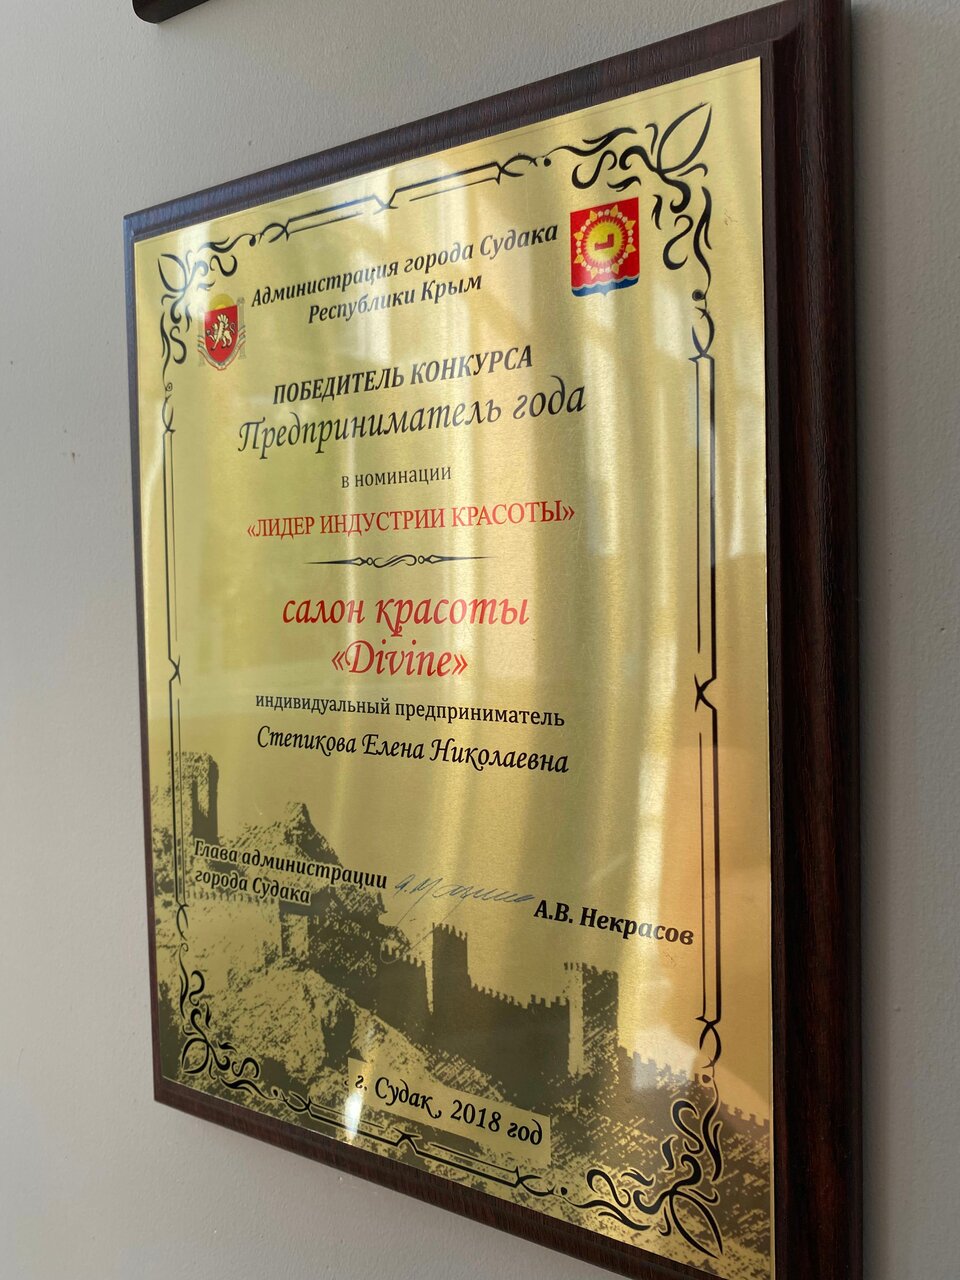 Администрация города Судака
Республики Крым
ПОБЕДИТЕЛЬ КОНКУРСА
Предприниматель года
в номинации
«ЛИДЕР ИНДУСТРИИ КРАСОТЫ»
салон красоты
«Divine»
индивидуальный предприниматель
Степикова Елена Николаевна
Глава администрации
города Судака
А.В. Некрасов
г. Судак, 2018 год